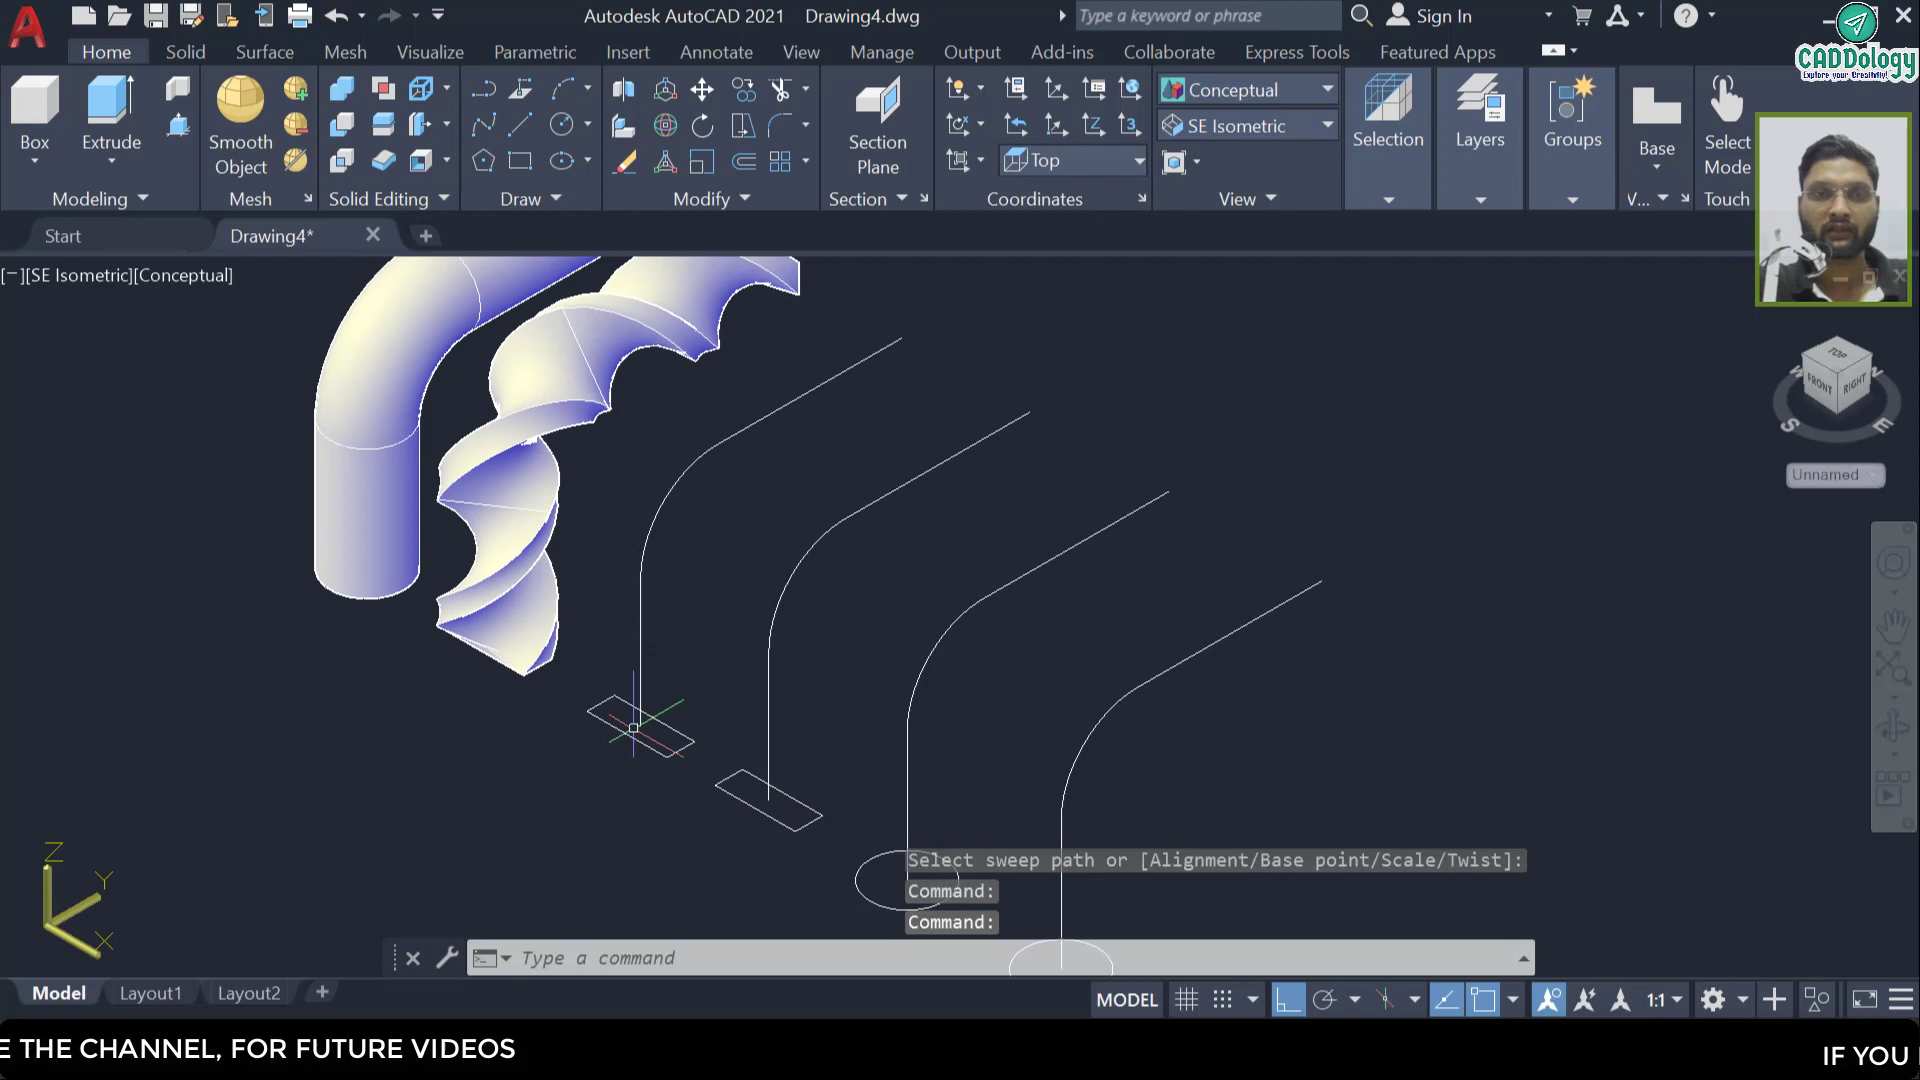 Autodesk AutoCAD 2021 Drawing4.dwg
Type a keyword or phrase
Sign In
CADDology
Explore your Creativity!
Home Solid Surface Mesh Visualize Parametric Insert Annotate View Manage Output Add-ins Collaborate Express Tools Featured Apps
Box
Extrude
Smooth
Object
Section
Plane
Top
Conceptual
SE Isometric
Selection
Layers
Groups
Base
Select
Mode
Modeling Mesh Solid Editing Draw Modify Section Coordinates View V... Touch
Start Drawing4*
[−][SE Isometric][Conceptual]
TOP
FRONT RIGHT
W N
S E
Unnamed
Z
Y
X
Select sweep path or [Alignment/Base point/Scale/Twist]:
Command:
Command:
Type a command
Model Layout1 Layout2
MODEL 1:1
E THE CHANNEL, FOR FUTURE VIDEOS
IF YOU